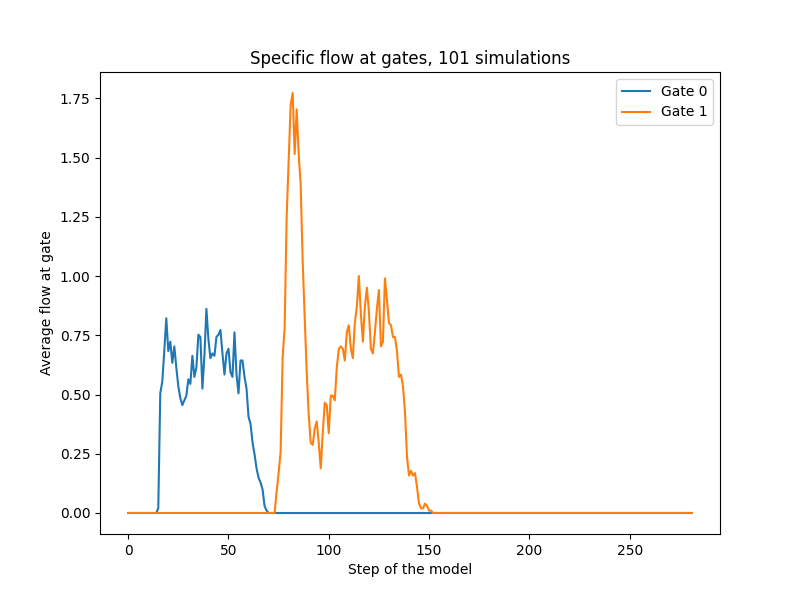 Specific flow at gates, 101 simulations
Gate 0
Gate 1
Average flow at gate
1.75
1.50
1.25
1.00
0.75
0.50
0.25
0.00
0
50
100
150
200
250
Step of the model